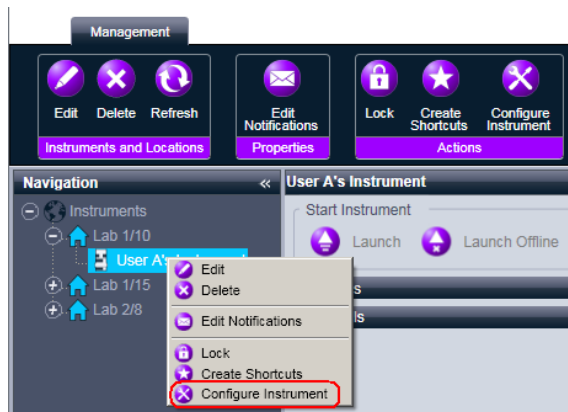 Management
Edit Delete Refresh Edit Notifications Lock Create Shortcuts Configure Instrument
Instruments and Locations Properties Actions
Navigation « User A's Instrument
Instruments
Start Instrument
Lab 1/10
Launch Launch Offline
User A's
Edit
Delete
Lab 1/15
Lab 2/8
Edit Notifications
Lock
Create Shortcuts
Configure Instrument